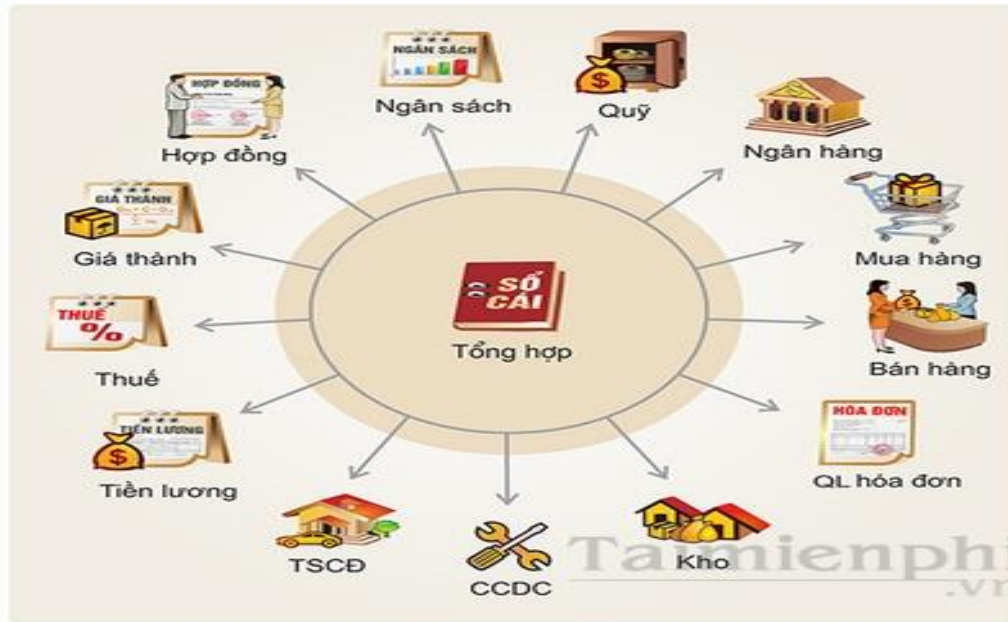 NGÂN SÁCH
Ngân sách
Quỹ
HỢP ĐỒNG
Hợp đồng
Ngân hàng
GIÁ THÀNH
Giá thành
Mua hàng
SỔ
CÁI
Tổng hợp
THUẾ
%
Thuế
Bán hàng
TIỀN LƯƠNG
Tiền lương
HÓA ĐƠN
QL hóa đơn
TSCĐ
CCDC
Kho
Taimienphi
.vn